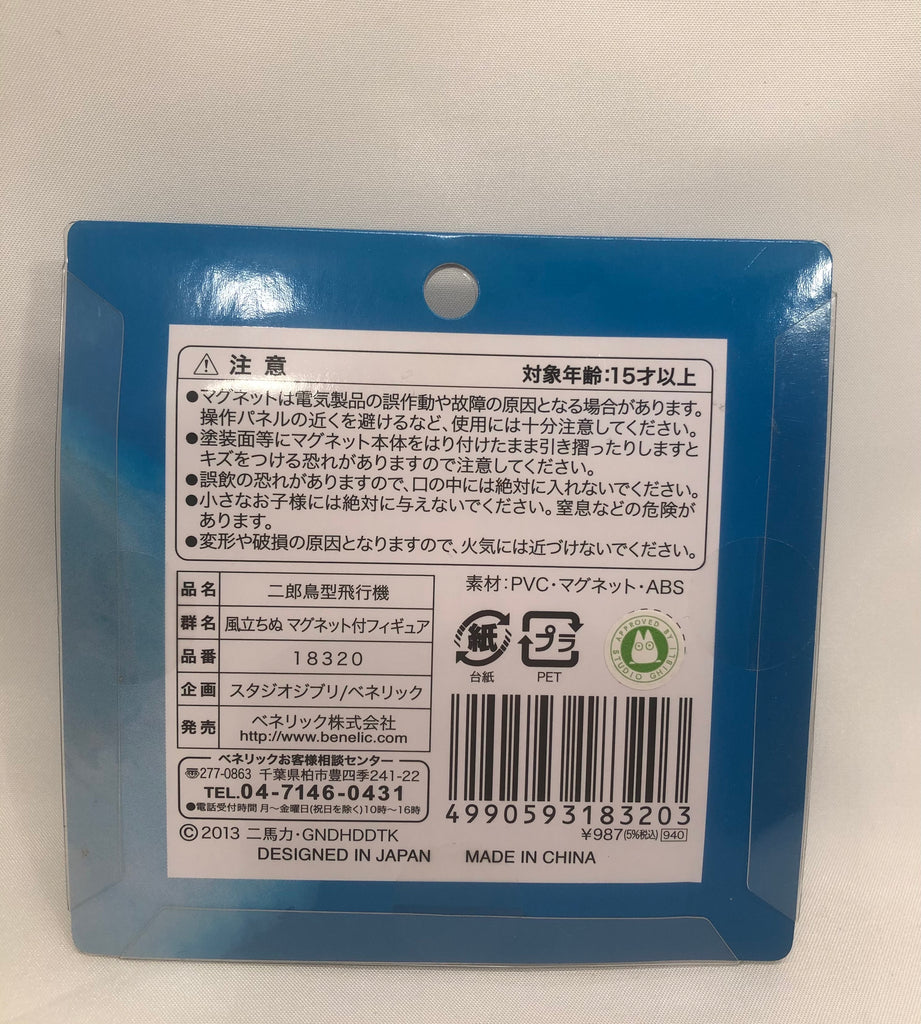 ⚠ 注意
対象年齢:15才以上
●マグネットは電気製品の誤作動や故障の原因となる場合があります。
操作パネルの近くを避けるなど、使用には十分注意してください。
●塗装面等にマグネット本体をはり付けたまま引き摺ったりしますと
キズをつける恐れがありますので注意してください。
●誤飲の恐れがありますので、口の中には絶対に入れないでください。
●小さなお子様には絶対に与えないでください。窒息などの危険が
あります。
●変形や破損の原因となりますので、火気には近づけないでください。
品名 二郎鳥型飛行機
群名 風立ちぬ マグネット付フィギュア
品番 18320
企画 スタジオジブリ/ベネリック
発売 ベネリック株式会社
http://www.benelic.com
ベネリックお客様相談センター
〠277-0863 千葉県柏市豊四季241-22
TEL.04-7146-0431
●電話受付時間 月〜金曜日(祝日を除く)10時〜16時
素材:PVC・マグネット・ABS
紙
台紙
プラ
PET
APPROVED BY
STUDIO GHIBLI
4990593183203
¥987(5%税込) 940
©2013 二馬力・GNDHDDTK
DESIGNED IN JAPAN MADE IN CHINA